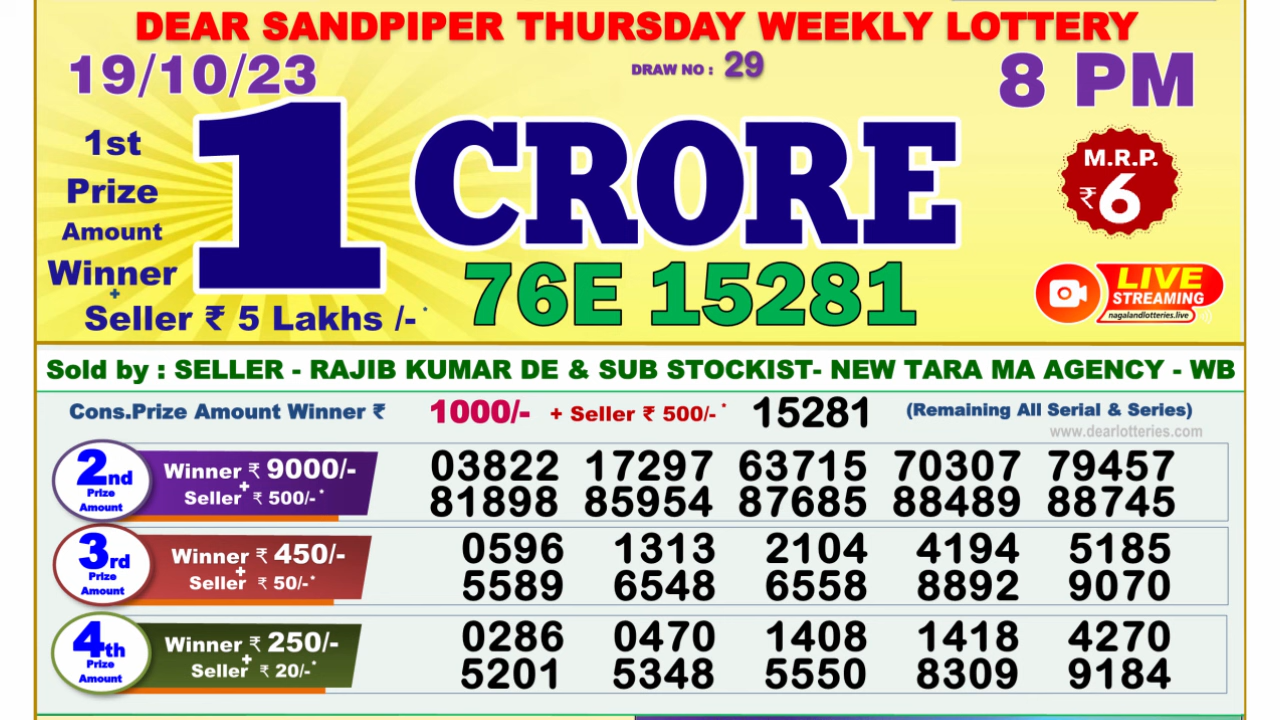 DEAR SANDPIPER THURSDAY WEEKLY LOTTERY
19/10/23
DRAW NO : 29
8 PM
1st
Prize
Amount
Winner
+
Seller ₹ 5 Lakhs /-*
1 CRORE
76E 15281
M.R.P.
₹6
LIVE
STREAMING
nagalandlotteries.live
Sold by : SELLER - RAJIB KUMAR DE & SUB STOCKIST- NEW TARA MA AGENCY - WB
Cons.Prize Amount Winner ₹ 1000/- + Seller ₹ 500/-* 15281 (Remaining All Serial & Series)
www.dearlotteries.com
2nd
Prize
Amount
Winner ₹ 9000/-
+
Seller ₹ 500/-*
03822 17297 63715 70307 79457
81898 85954 87685 88489 88745
3rd
Prize
Amount
Winner ₹ 450/-
+
Seller ₹ 50/-*
0596 1313 2104 4194 5185
5589 6548 6558 8892 9070
4th
Prize
Amount
Winner ₹ 250/-
+
Seller ₹ 20/-*
0286 0470 1408 1418 4270
5201 5348 5550 8309 9184